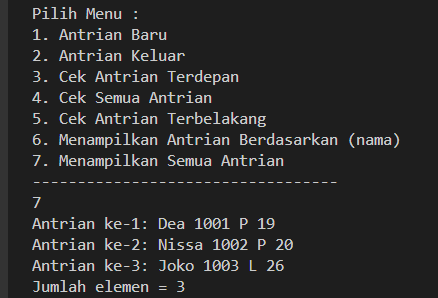 Pilih Menu :
1. Antrian Baru
2. Antrian Keluar
3. Cek Antrian Terdepan
4. Cek Semua Antrian
5. Cek Antrian Terbelakang
6. Menampilkan Antrian Berdasarkan (nama)
7. Menampilkan Semua Antrian
----------------------------------
7
Antrian ke-1: Dea 1001 P 19
Antrian ke-2: Nissa 1002 P 20
Antrian ke-3: Joko 1003 L 26
Jumlah elemen = 3